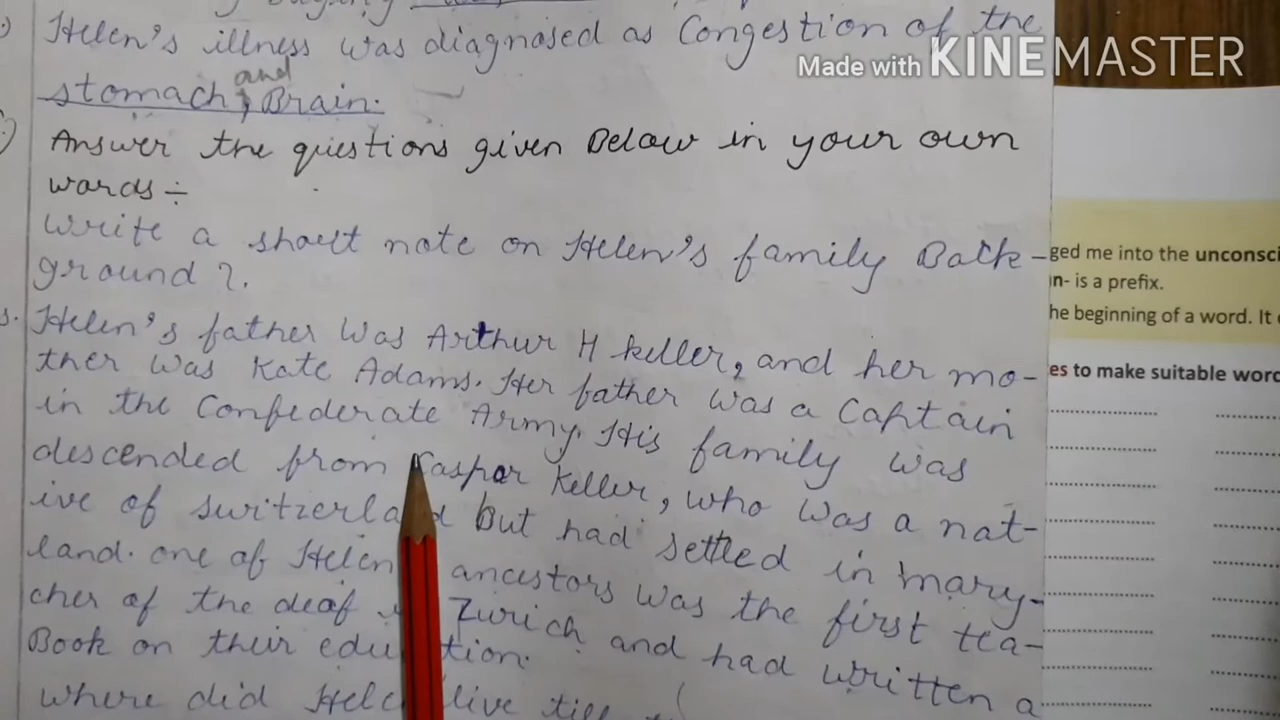 Made with KINEMASTER
Helen's illness was diagnosed as Congestion of the
stomach, and Brain.
Answer the questions given Below in your own
words÷
Write a short note on Helen's family Back-
ground?.
s. Helen's father was Arthur H keller, and her mo-
ther was Kate Adams. Her father was a Captain
in the Confederate Army. His family was
descended from Caspar Keller, who was a nat-
ive of switzerland but had settled in mary-
land. one of Helen ancestors was the first tea-
cher of the deaf Zurich and had written a
Book on their education.
where did Helen live till
ged me into the unconsci
n- is a prefix.
he beginning of a word. It
es to make suitable word